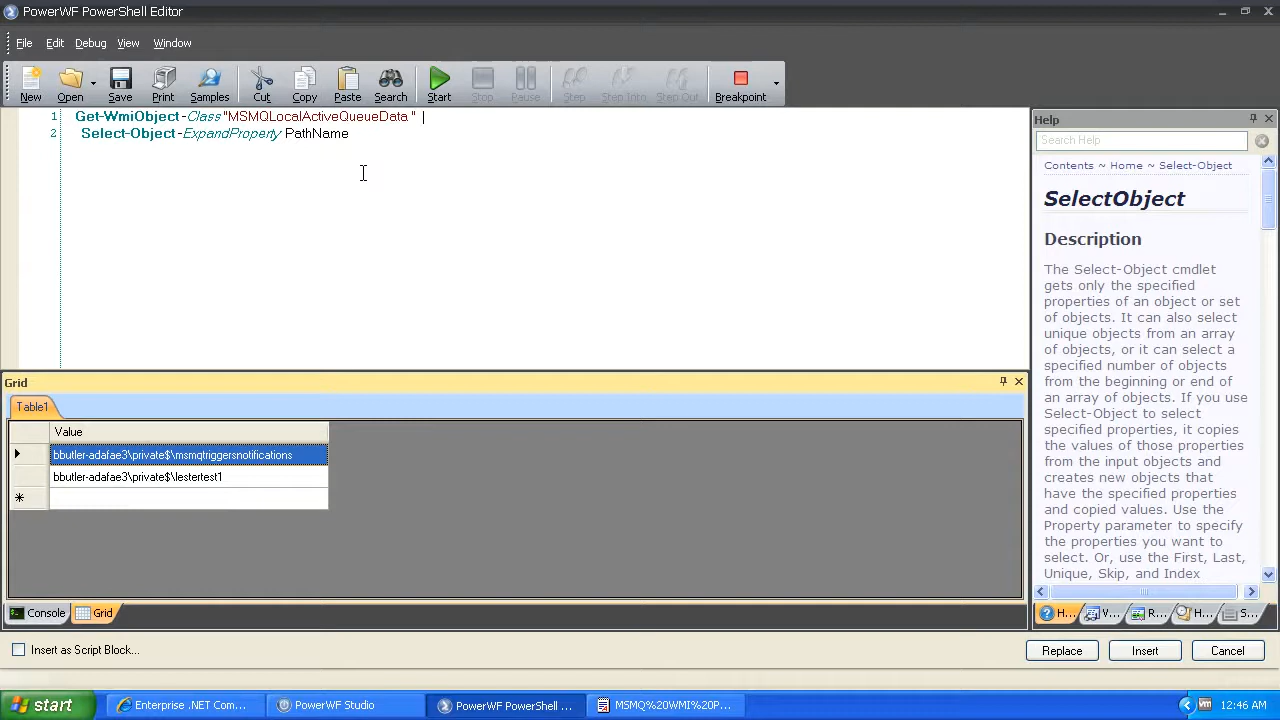 PowerWF PowerShell Editor
File Edit Debug View Window
New Open Save Print Samples Cut Copy Paste Search Start Stop Pause Step Step Into Step Out Breakpoint
1 Get-WmiObject -Class "MSMQLocalActiveQueueData" |
2 Select-Object -ExpandProperty PathName
Help
Search Help
Contents ~ Home ~ Select-Object
SelectObject
Description
The Select-Object cmdlet
gets only the specified
properties of an object or set
of objects. It can also select
unique objects from an array
of objects, or it can select a
specified number of objects
from the beginning or end of
an array of objects. If you use
Select-Object to select
specified properties, it copies
the values of those properties
from the input objects and
creates new objects that
have the specified properties
and copied values. Use the
Property parameter to specify
the properties you want to
select. Or, use the First, Last,
Unique, Skip, and Index
Grid
Table1
Value
bbutler-adafae3\private$\msmqtriggersnotifications
bbutler-adafae3\private$\lestertest1
Console Grid
H... V... R... H... S...
Insert as Script Block...
Replace Insert Cancel
start Enterprise .NET Com... PowerWF Studio PowerWF PowerShell ... MSMQ%20WMI%20P... 12:46 AM